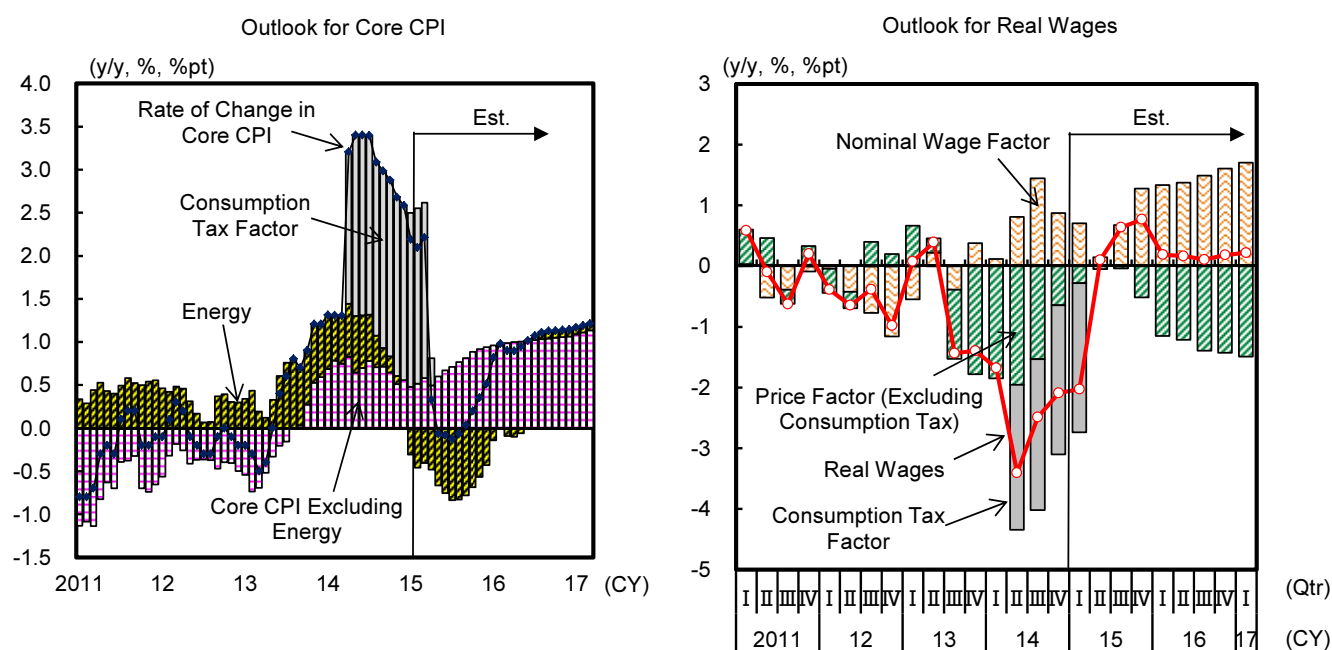 Outlook for Core CPI
(y/y, %, %pt)
4.0
3.5
3.0
2.5
2.0
1.5
1.0
0.5
0.0
-0.5
-1.0
-1.5
Rate of Change in
Core CPI
Est.
Consumption
Tax Factor
Energy
Core CPI Excluding
Energy
2011 12 13 14 15 16 17 (CY)
Outlook for Real Wages
(y/y, %, %pt)
3
2
1
0
-1
-2
-3
-4
-5
Est.
Nominal Wage Factor
Price Factor (Excluding
Consumption Tax)
Real Wages
Consumption Tax
Factor
Ⅰ Ⅱ Ⅲ Ⅳ Ⅰ Ⅱ Ⅲ Ⅳ Ⅰ Ⅱ Ⅲ Ⅳ Ⅰ Ⅱ Ⅲ Ⅳ Ⅰ Ⅱ Ⅲ Ⅳ Ⅰ Ⅱ Ⅲ Ⅳ Ⅰ (Qtr)
2011 12 13 14 15 16 17 (CY)